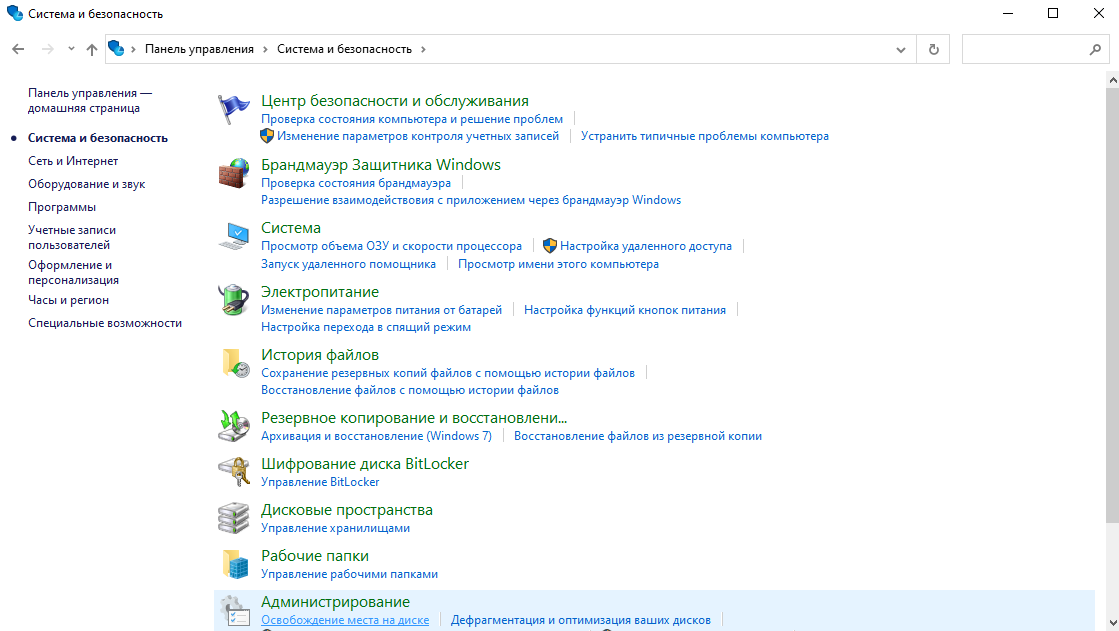 Система и безопасность
Панель управления › Система и безопасность ›
Панель управления —
домашняя страница
Система и безопасность
Сеть и Интернет
Оборудование и звук
Программы
Учетные записи
пользователей
Оформление и
персонализация
Часы и регион
Специальные возможности
Центр безопасности и обслуживания
Проверка состояния компьютера и решение проблем
Изменение параметров контроля учетных записей
Устранить типичные проблемы компьютера
Брандмауэр Защитника Windows
Проверка состояния брандмауэра
Разрешение взаимодействовия с приложением через брандмауэр Windows
Система
Просмотр объема ОЗУ и скорости процессора
Настройка удаленного доступа
Запуск удаленного помощника
Просмотр имени этого компьютера
Электропитание
Изменение параметров питания от батарей
Настройка функций кнопок питания
Настройка перехода в спящий режим
История файлов
Сохранение резервных копий файлов с помощью истории файлов
Восстановление файлов с помощью истории файлов
Резервное копирование и восстановлени...
Архивация и восстановление (Windows 7)
Восстановление файлов из резервной копии
Шифрование диска BitLocker
Управление BitLocker
Дисковые пространства
Управление хранилищами
Рабочие папки
Управление рабочими папками
Администрирование
Освобождение места на диске
Дефрагментация и оптимизация ваших дисков